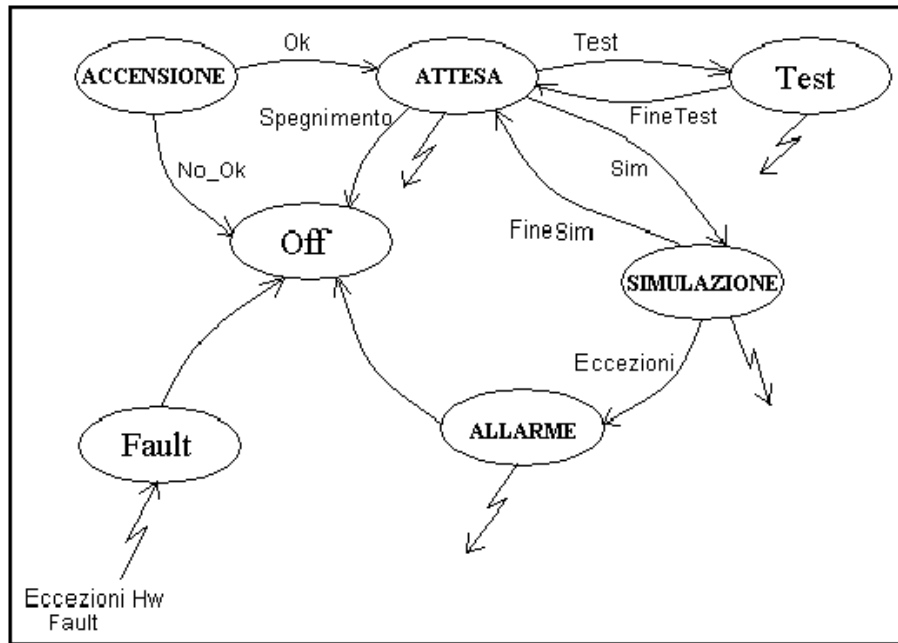 Ok
Test
ACCENSIONE
ATTESA
Test
Spegnimento
FineTest
No_Ok
Sim
Off
FineSim
SIMULAZIONE
Eccezioni
Fault
ALLARME
Eccezioni Hw
Fault